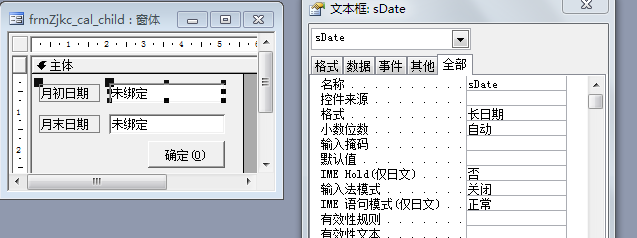 frmZjkc_cal_child : 窗体
主体
月初日期 未绑定
月末日期 未绑定
确定(O)
文本框: sDate
sDate
格式 数据 事件 其他 全部
名称 sDate
控件来源
格式 长日期
小数位数 自动
输入掩码
默认值
IME Hold(仅日文) 否
输入法模式 关闭
IME 语句模式(仅日文) 正常
有效性规则
有效性文本